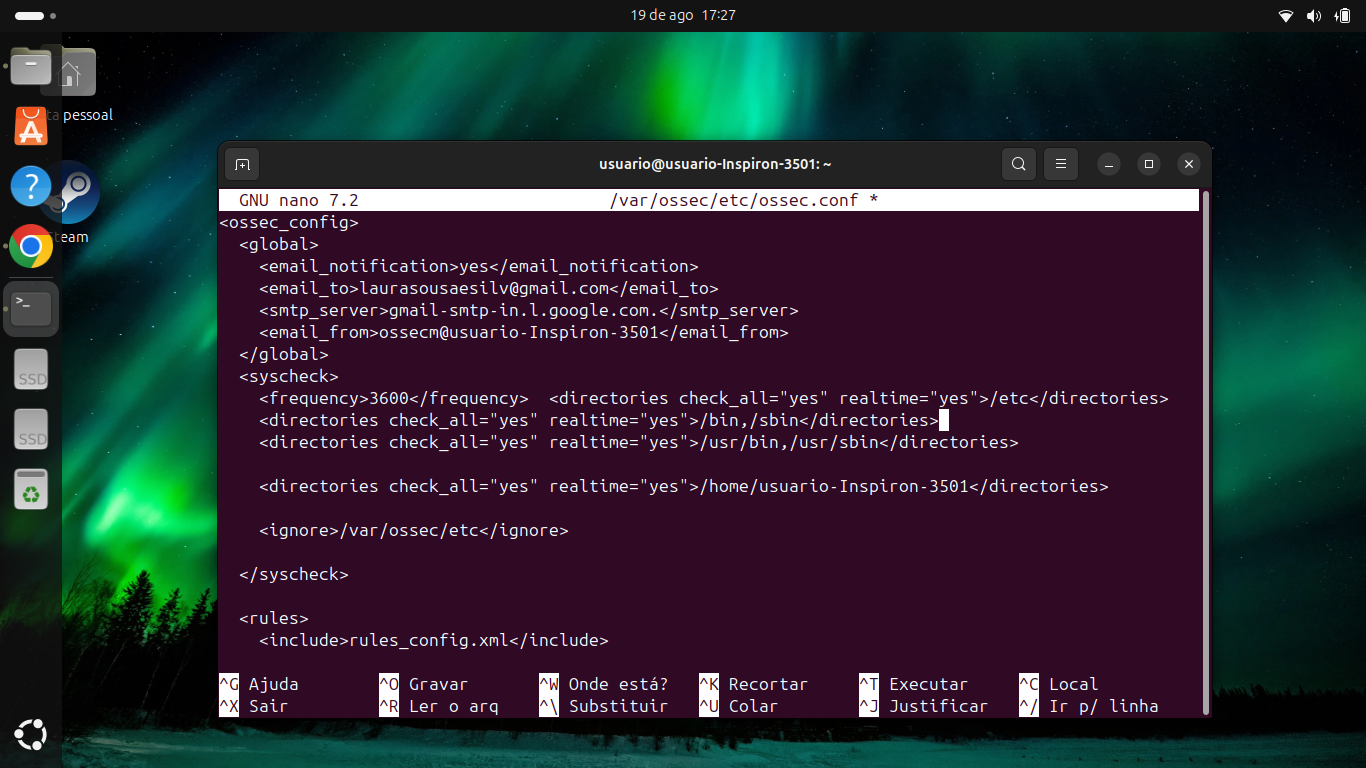 19 de ago 17:27
ta pessoal
Steam
SSD
SSD
usuario@usuario-Inspiron-3501: ~
GNU nano 7.2 /var/ossec/etc/ossec.conf *
<ossec_config>
<global>
<email_notification>yes</email_notification>
<email_to>laurasousaesilv@gmail.com</email_to>
<smtp_server>gmail-smtp-in.l.google.com.</smtp_server>
<email_from>ossecm@usuario-Inspiron-3501</email_from>
</global>
<syscheck>
<frequency>3600</frequency> <directories check_all="yes" realtime="yes">/etc</directories>
<directories check_all="yes" realtime="yes">/bin,/sbin</directories>
<directories check_all="yes" realtime="yes">/usr/bin,/usr/sbin</directories>
<directories check_all="yes" realtime="yes">/home/usuario-Inspiron-3501</directories>
<ignore>/var/ossec/etc</ignore>
</syscheck>
<rules>
<include>rules_config.xml</include>
^G Ajuda ^O Gravar ^W Onde está? ^K Recortar ^T Executar ^C Local
^X Sair ^R Ler o arq ^\ Substituir ^U Colar ^J Justificar ^/ Ir p/ linha